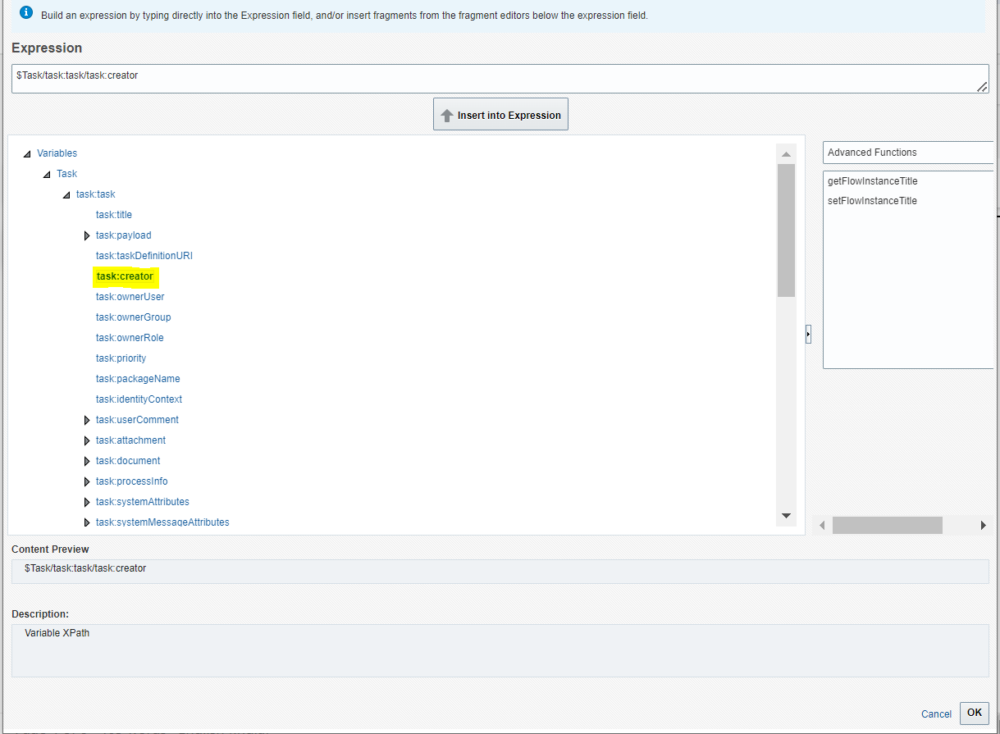 Build an expression by typing directly into the Expression field, and/or insert fragments from the fragment editors below the expression field.
Expression
$Task/task:task/task:creator
Insert into Expression
Variables
Task
task:task
task:title
task:payload
task:taskDefinitionURI
task:creator
task:ownerUser
task:ownerGroup
task:ownerRole
task:priority
task:packageName
task:identityContext
task:userComment
task:attachment
task:document
task:processInfo
task:systemAttributes
task:systemMessageAttributes
Advanced Functions
getFlowInstanceTitle
setFlowInstanceTitle
Content Preview
$Task/task:task/task:creator
Description:
Variable XPath
Cancel
OK